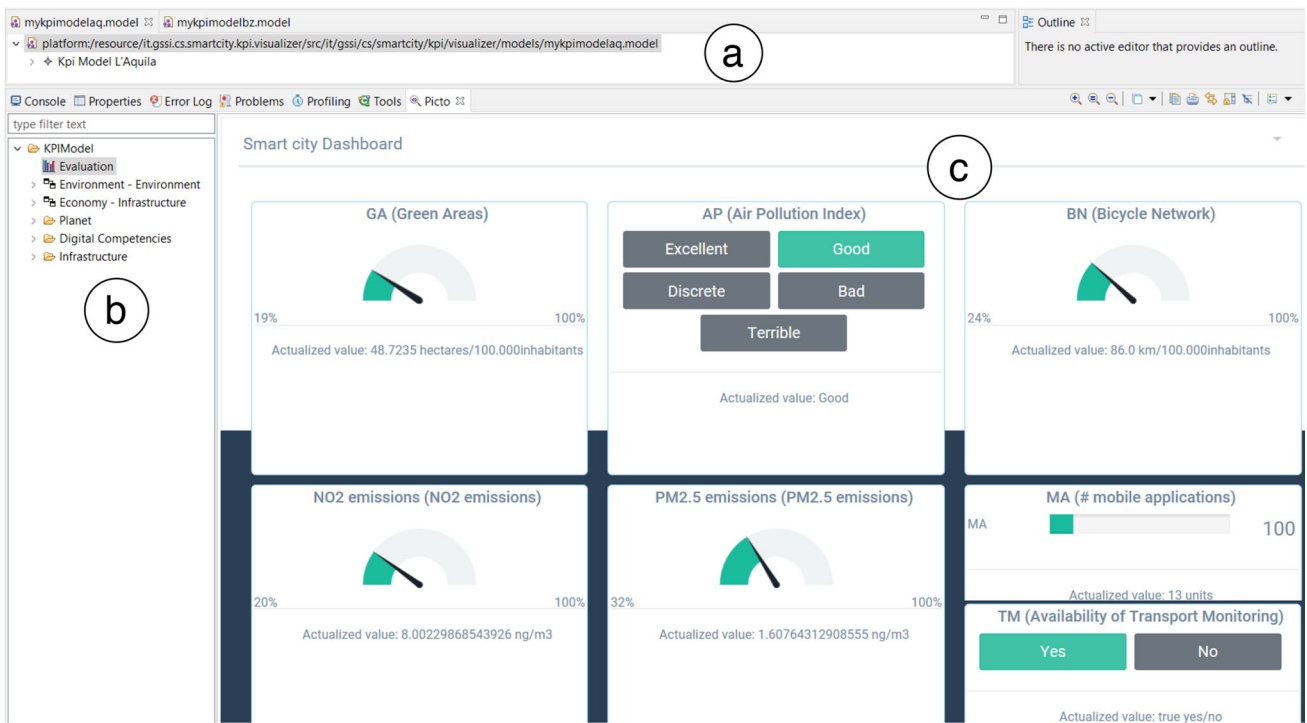 mykpimodelaq.model
mykpimodelbz.model
Outline
platform:/resource/it.gssi.cs.smartcity.kpi.visualizer/src/it/gssi/cs/smartcity/kpi/visualizer/models/mykpimodelaq.model
There is no active editor that provides an outline.
Kpi Model L'Aquila
a
Console Properties Error Log Problems Profiling Tools Picto
type filter text
KPIModel
Evaluation
Environment - Environment
Economy - Infrastructure
Planet
Digital Competencies
Infrastructure
b
Smart city Dashboard
c
GA (Green Areas)
19% 100%
Actualized value: 48.7235 hectares/100.000inhabitants
AP (Air Pollution Index)
Excellent Good
Discrete Bad
Terrible
Actualized value: Good
BN (Bicycle Network)
24% 100%
Actualized value: 86.0 km/100.000inhabitants
NO2 emissions (NO2 emissions)
20% 100%
Actualized value: 8.00229868543926 ng/m3
PM2.5 emissions (PM2.5 emissions)
32% 100%
Actualized value: 1.60764312908555 ng/m3
MA (# mobile applications)
MA 100
Actualized value: 13 units
TM (Availability of Transport Monitoring)
Yes No
Actualized value: true yes/no